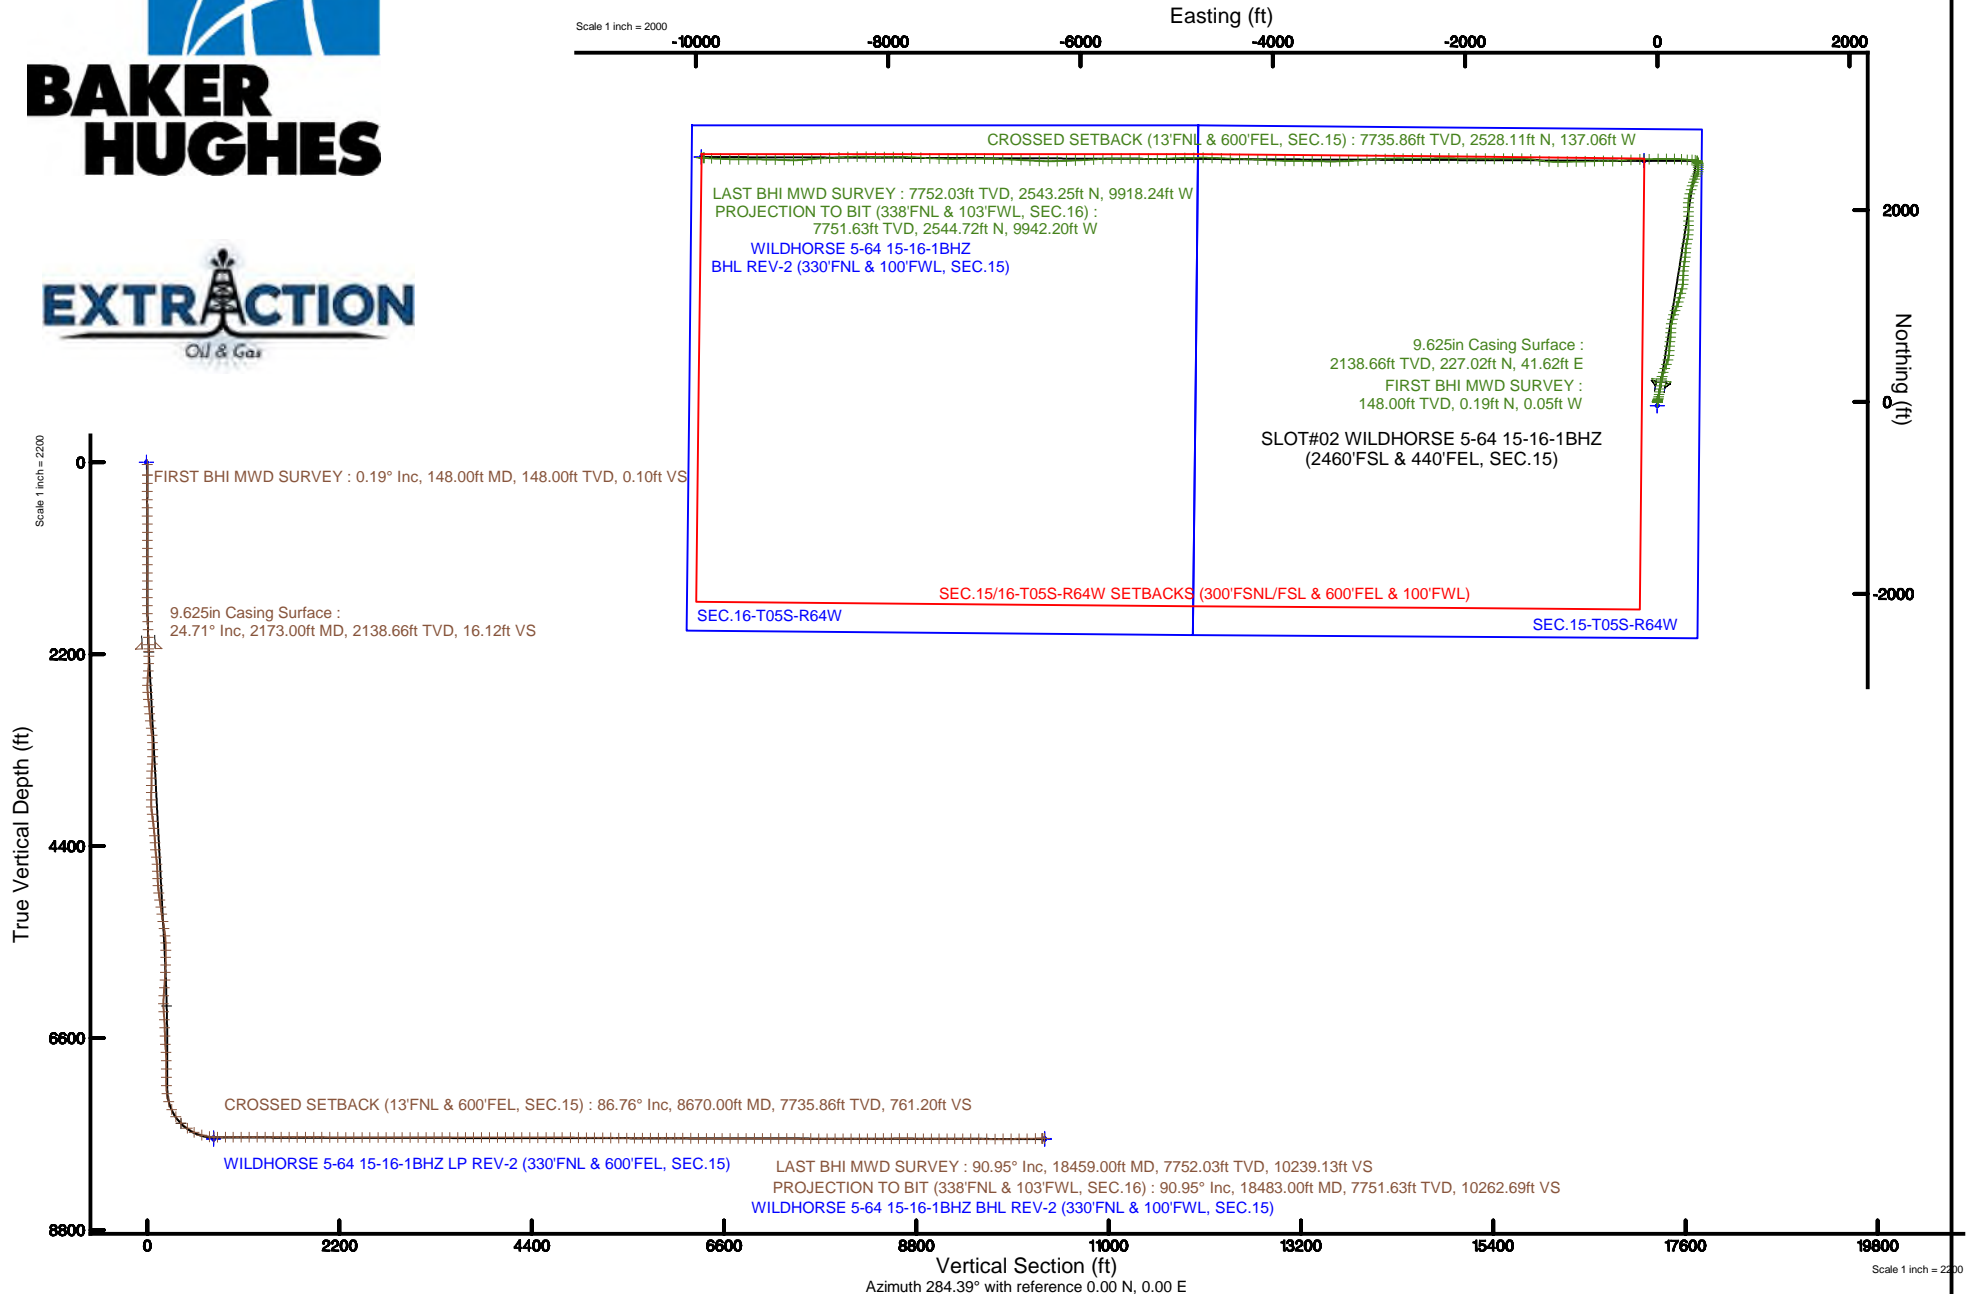 BAKER
HUGHES
EXTRACTION
Oil & Gas
Scale 1 inch = 2000
Easting (ft)
-10000 -8000 -6000 -4000 -2000 0 2000
CROSSED SETBACK (13'FNL & 600'FEL, SEC.15) : 7735.86ft TVD, 2528.11ft N, 137.06ft W
LAST BHI MWD SURVEY : 7752.03ft TVD, 2543.25ft N, 9918.24ft W
PROJECTION TO BIT (338'FNL & 103'FWL, SEC.16) :
7751.63ft TVD, 2544.72ft N, 9942.20ft W
WILDHORSE 5-64 15-16-1BHZ
BHL REV-2 (330'FNL & 100'FWL, SEC.15)
9.625in Casing Surface :
2138.66ft TVD, 227.02ft N, 41.62ft E
FIRST BHI MWD SURVEY :
148.00ft TVD, 0.19ft N, 0.05ft W
SLOT#02 WILDHORSE 5-64 15-16-1BHZ
(2460'FSL & 440'FEL, SEC.15)
SEC.15/16-T05S-R64W SETBACKS (300'FSNL/FSL & 600'FEL & 100'FWL)
SEC.16-T05S-R64W
SEC.15-T05S-R64W
2000
0
-2000
Northing (ft)
Scale 1 inch = 2200
0
2200
4400
6600
8800
True Vertical Depth (ft)
FIRST BHI MWD SURVEY : 0.19° Inc, 148.00ft MD, 148.00ft TVD, 0.10ft VS
9.625in Casing Surface :
24.71° Inc, 2173.00ft MD, 2138.66ft TVD, 16.12ft VS
CROSSED SETBACK (13'FNL & 600'FEL, SEC.15) : 86.76° Inc, 8670.00ft MD, 7735.86ft TVD, 761.20ft VS
WILDHORSE 5-64 15-16-1BHZ LP REV-2 (330'FNL & 600'FEL, SEC.15)
LAST BHI MWD SURVEY : 90.95° Inc, 18459.00ft MD, 7752.03ft TVD, 10239.13ft VS
PROJECTION TO BIT (338'FNL & 103'FWL, SEC.16) : 90.95° Inc, 18483.00ft MD, 7751.63ft TVD, 10262.69ft VS
WILDHORSE 5-64 15-16-1BHZ BHL REV-2 (330'FNL & 100'FWL, SEC.15)
0 2200 4400 6600 8800 11000 13200 15400 17600 19800
Vertical Section (ft)
Azimuth 284.39° with reference 0.00 N, 0.00 E
Scale 1 inch = 2200